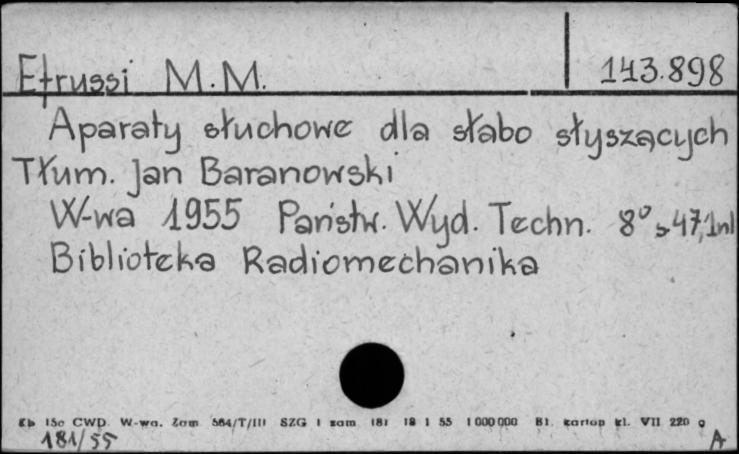 Efrussi M.M. 143.898
Aparaty słuchowe dla słabo słyszących
Tłum. Jan Baranowski
W-wa 1955 Państw. Wyd. Techn. 8° s 47, 1nl
Biblioteka Radiomechanika
15c CWD. W-wa. Zam 564/T/III SZG 1 zam 181 18 1 55 1 000 000 Bl. karton kl. VII 220 g
181/55 A